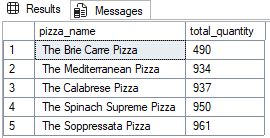 Results Messages
pizza_name total_quantity
1 The Brie Carre Pizza 490
2 The Mediterranean Pizza 934
3 The Calabrese Pizza 937
4 The Spinach Supreme Pizza 950
5 The Soppressata Pizza 961